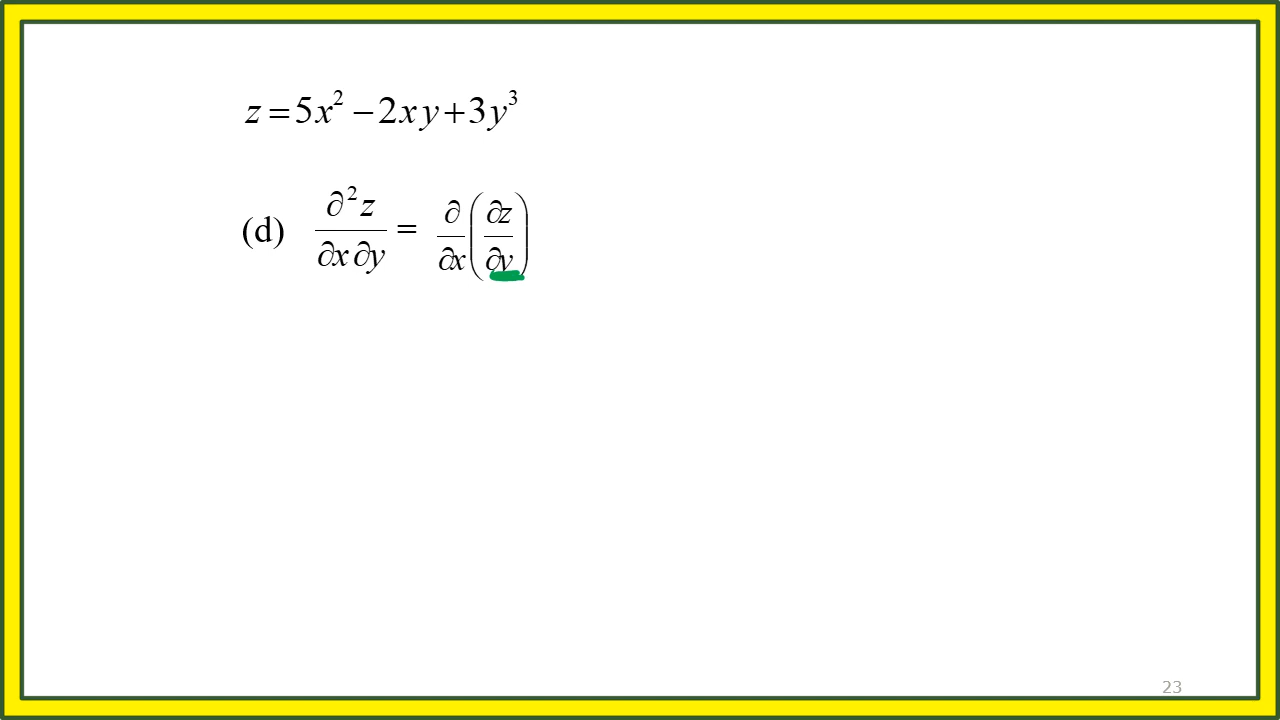 z = 5x² − 2xy + 3y³
(d) ∂²z/∂x∂y = ∂/∂x (∂z/∂y)
23